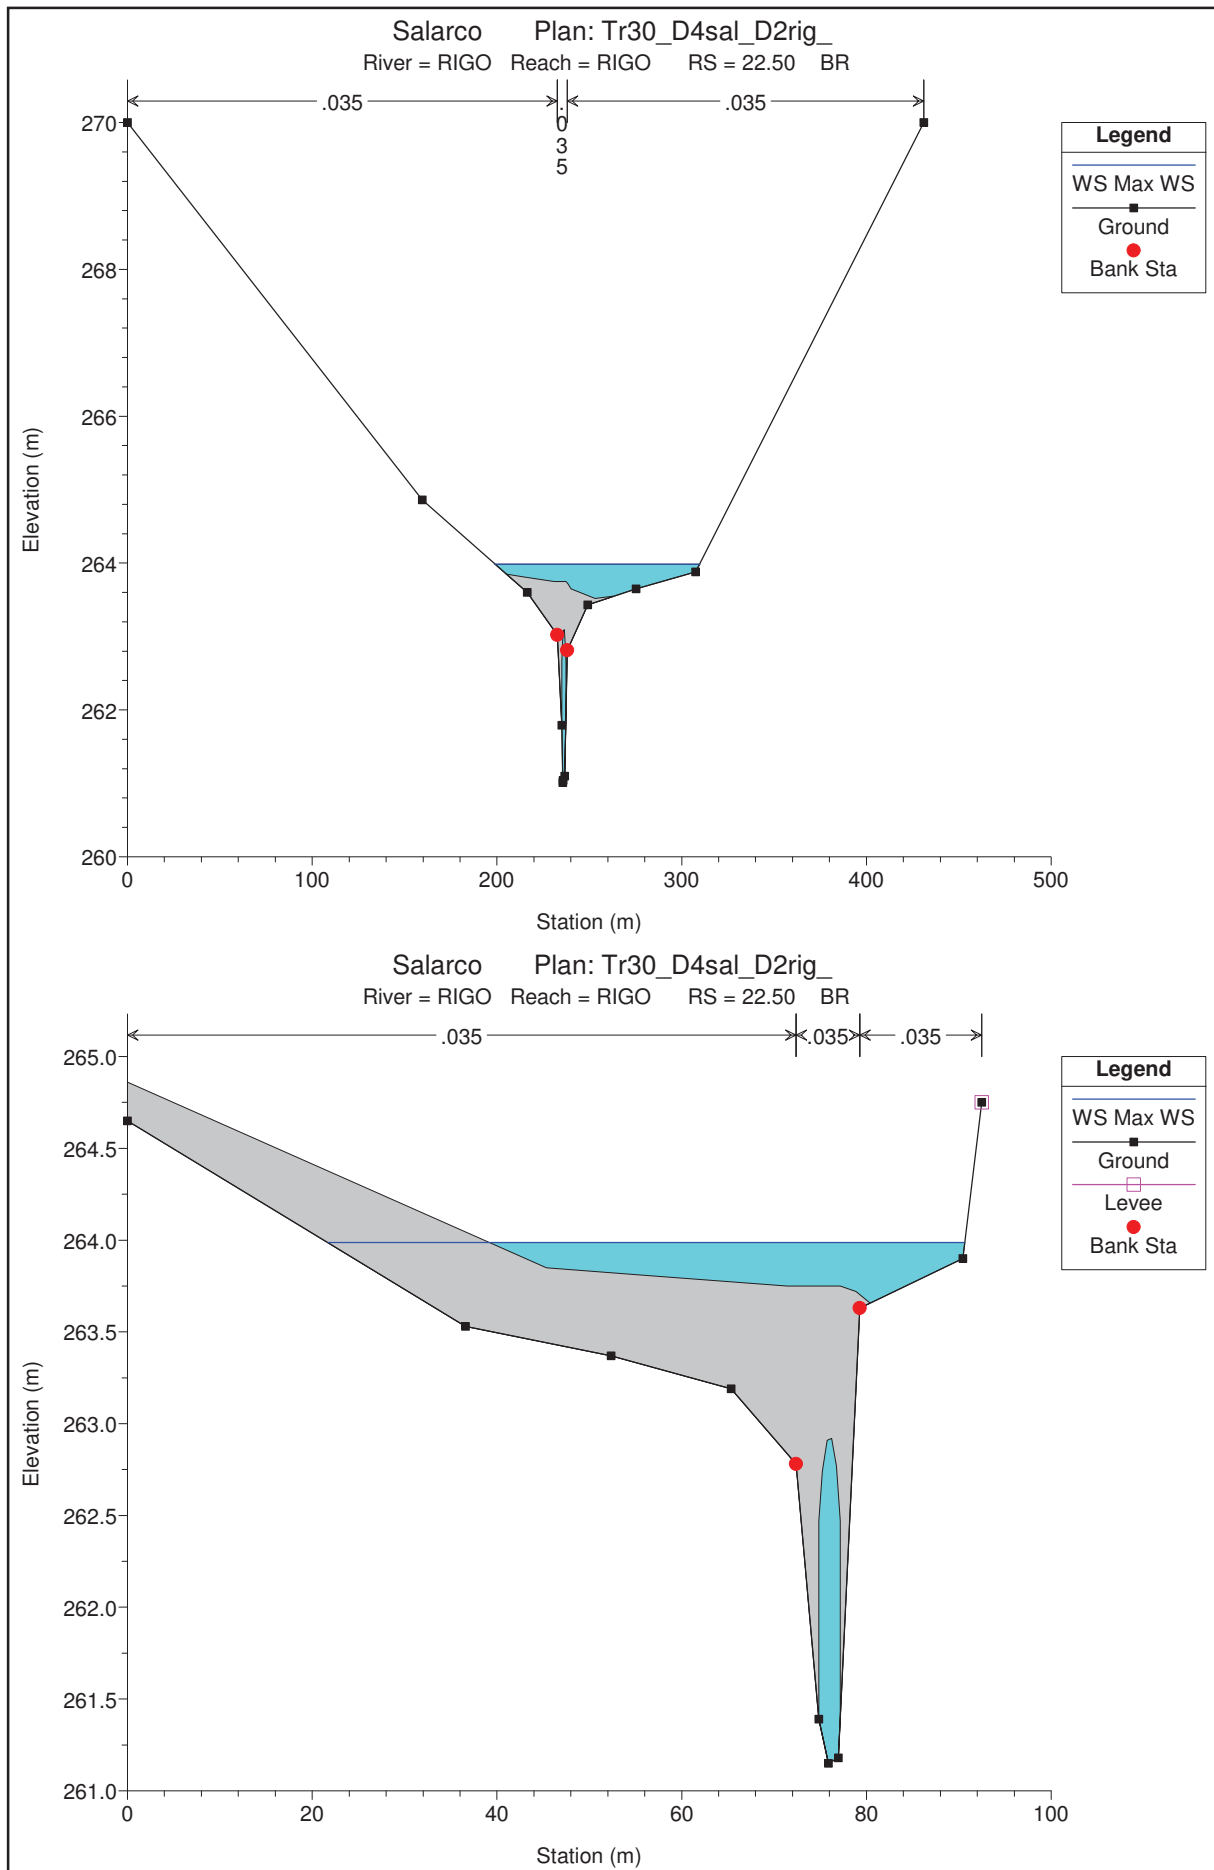 Salarco Plan: Tr30_D4sal_D2rig_
River = RIGO Reach = RIGO RS = 22.50 BR
.035
.035
.035
Legend
WS Max WS
Ground
Bank Sta
270
268
266
264
262
260
Elevation (m)
0 100 200 300 400 500
Station (m)
Salarco Plan: Tr30_D4sal_D2rig_
River = RIGO Reach = RIGO RS = 22.50 BR
.035 .035 .035
Legend
WS Max WS
Ground
Levee
Bank Sta
265.0
264.5
264.0
263.5
263.0
262.5
262.0
261.5
261.0
Elevation (m)
0 20 40 60 80 100
Station (m)